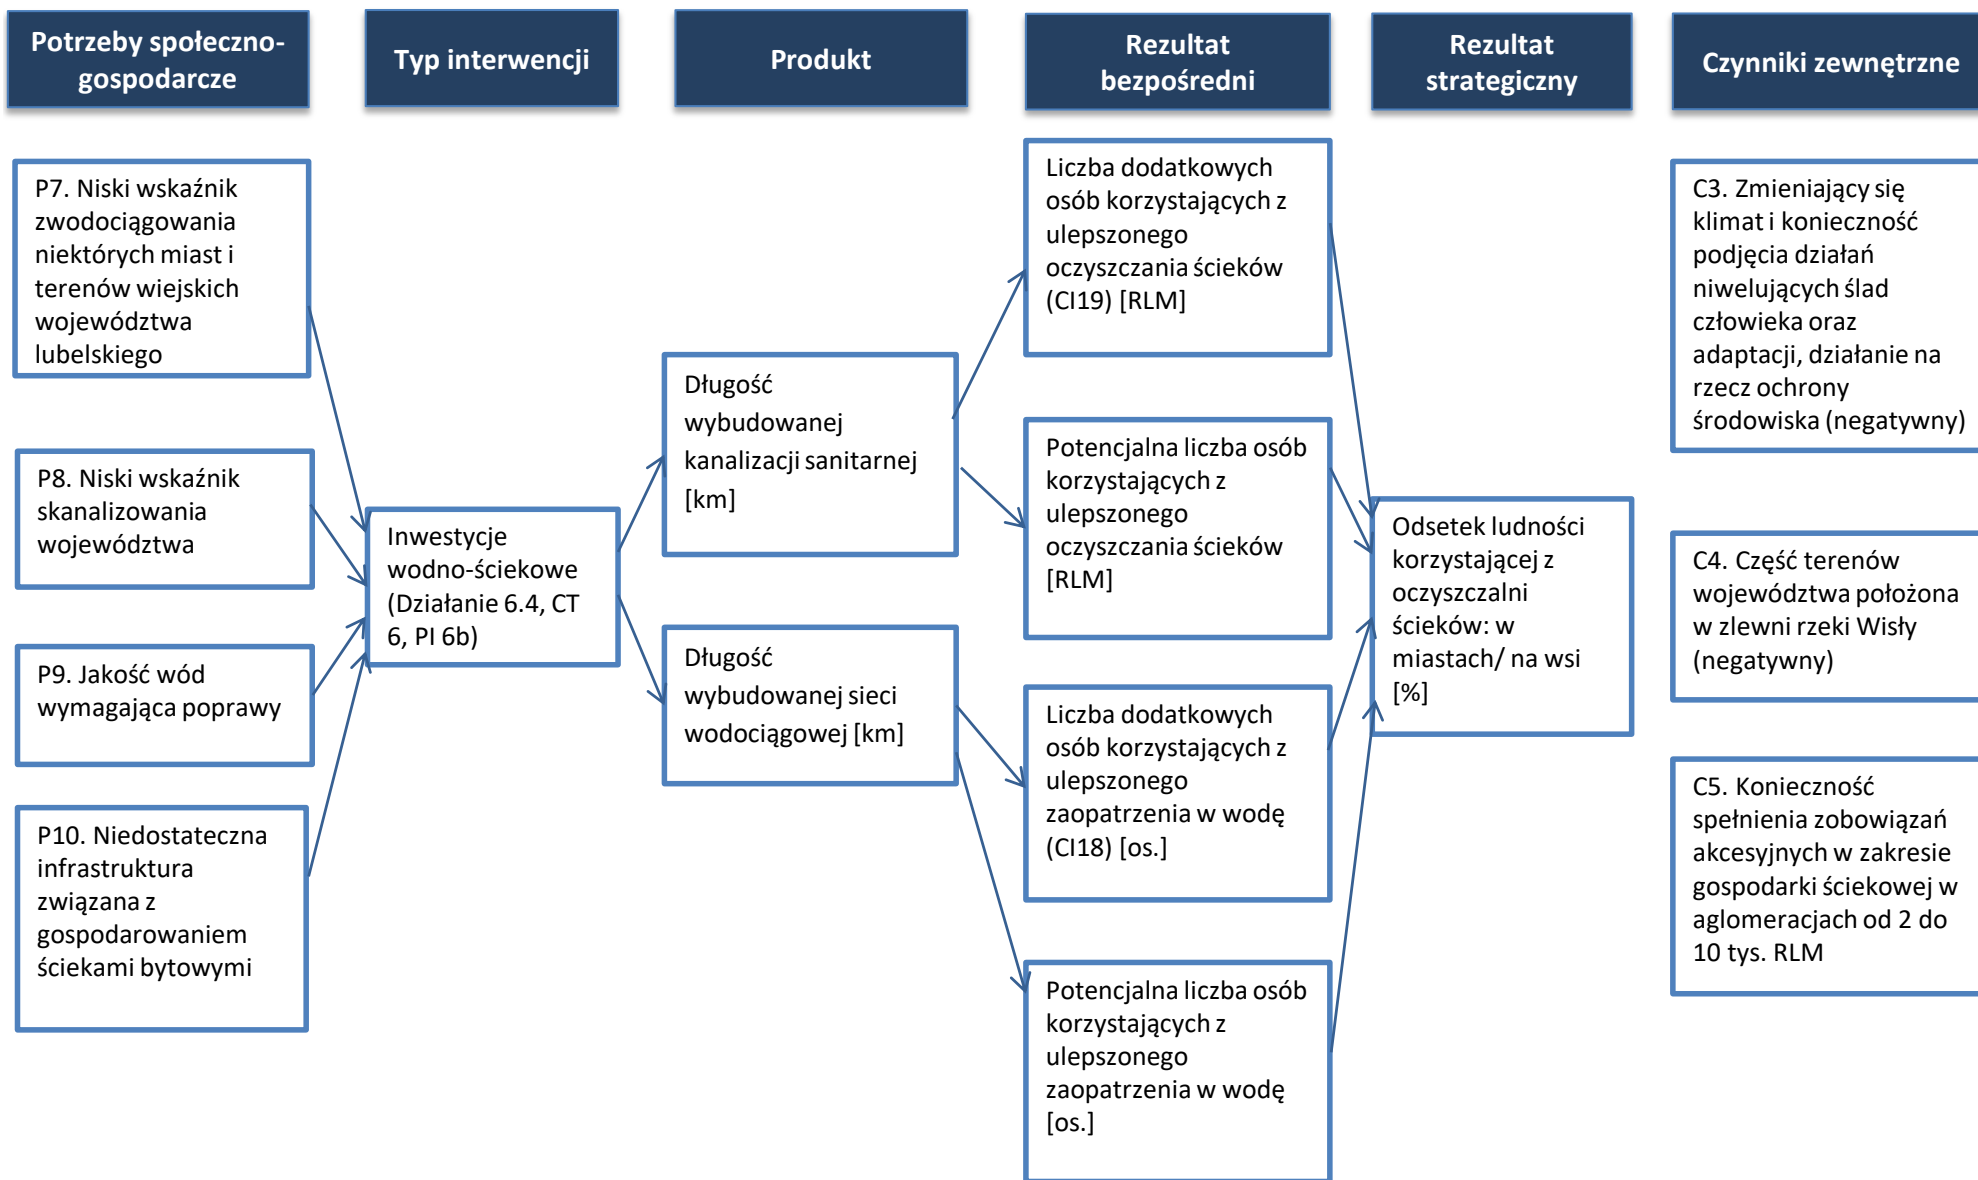 Potrzeby społeczno-
gospodarcze
Typ interwencji
Produkt
Rezultat
bezpośredni
Rezultat
strategiczny
Czynniki zewnętrzne
P7. Niski wskaźnik
zwodociągowania
niektórych miast i
terenów wiejskich
województwa
lubelskiego
P8. Niski wskaźnik
skanalizowania
województwa
P9. Jakość wód
wymagająca poprawy
P10. Niedostateczna
infrastruktura
związana z
gospodarowaniem
ściekami bytowymi
Inwestycje
wodno-ściekowe
(Działanie 6.4, CT
6, PI 6b)
Długość
wybudowanej
kanalizacji sanitarnej
[km]
Długość
wybudowanej sieci
wodociągowej [km]
Liczba dodatkowych
osób korzystających z
ulepszonego
oczyszczania ścieków
(CI19) [RLM]
Potencjalna liczba osób
korzystających z
ulepszonego
oczyszczania ścieków
[RLM]
Liczba dodatkowych
osób korzystających z
ulepszonego
zaopatrzenia w wodę
(CI18) [os.]
Potencjalna liczba osób
korzystających z
ulepszonego
zaopatrzenia w wodę
[os.]
Odsetek ludności
korzystającej z
oczyszczalni
ścieków: w
miastach/ na wsi
[%]
C3. Zmieniający się
klimat i konieczność
podjęcia działań
niwelujących ślad
człowieka oraz
adaptacji, działanie na
rzecz ochrony
środowiska (negatywny)
C4. Część terenów
województwa położona
w zlewni rzeki Wisły
(negatywny)
C5. Konieczność
spełnienia zobowiązań
akcesyjnych w zakresie
gospodarki ściekowej w
aglomeracjach od 2 do
10 tys. RLM